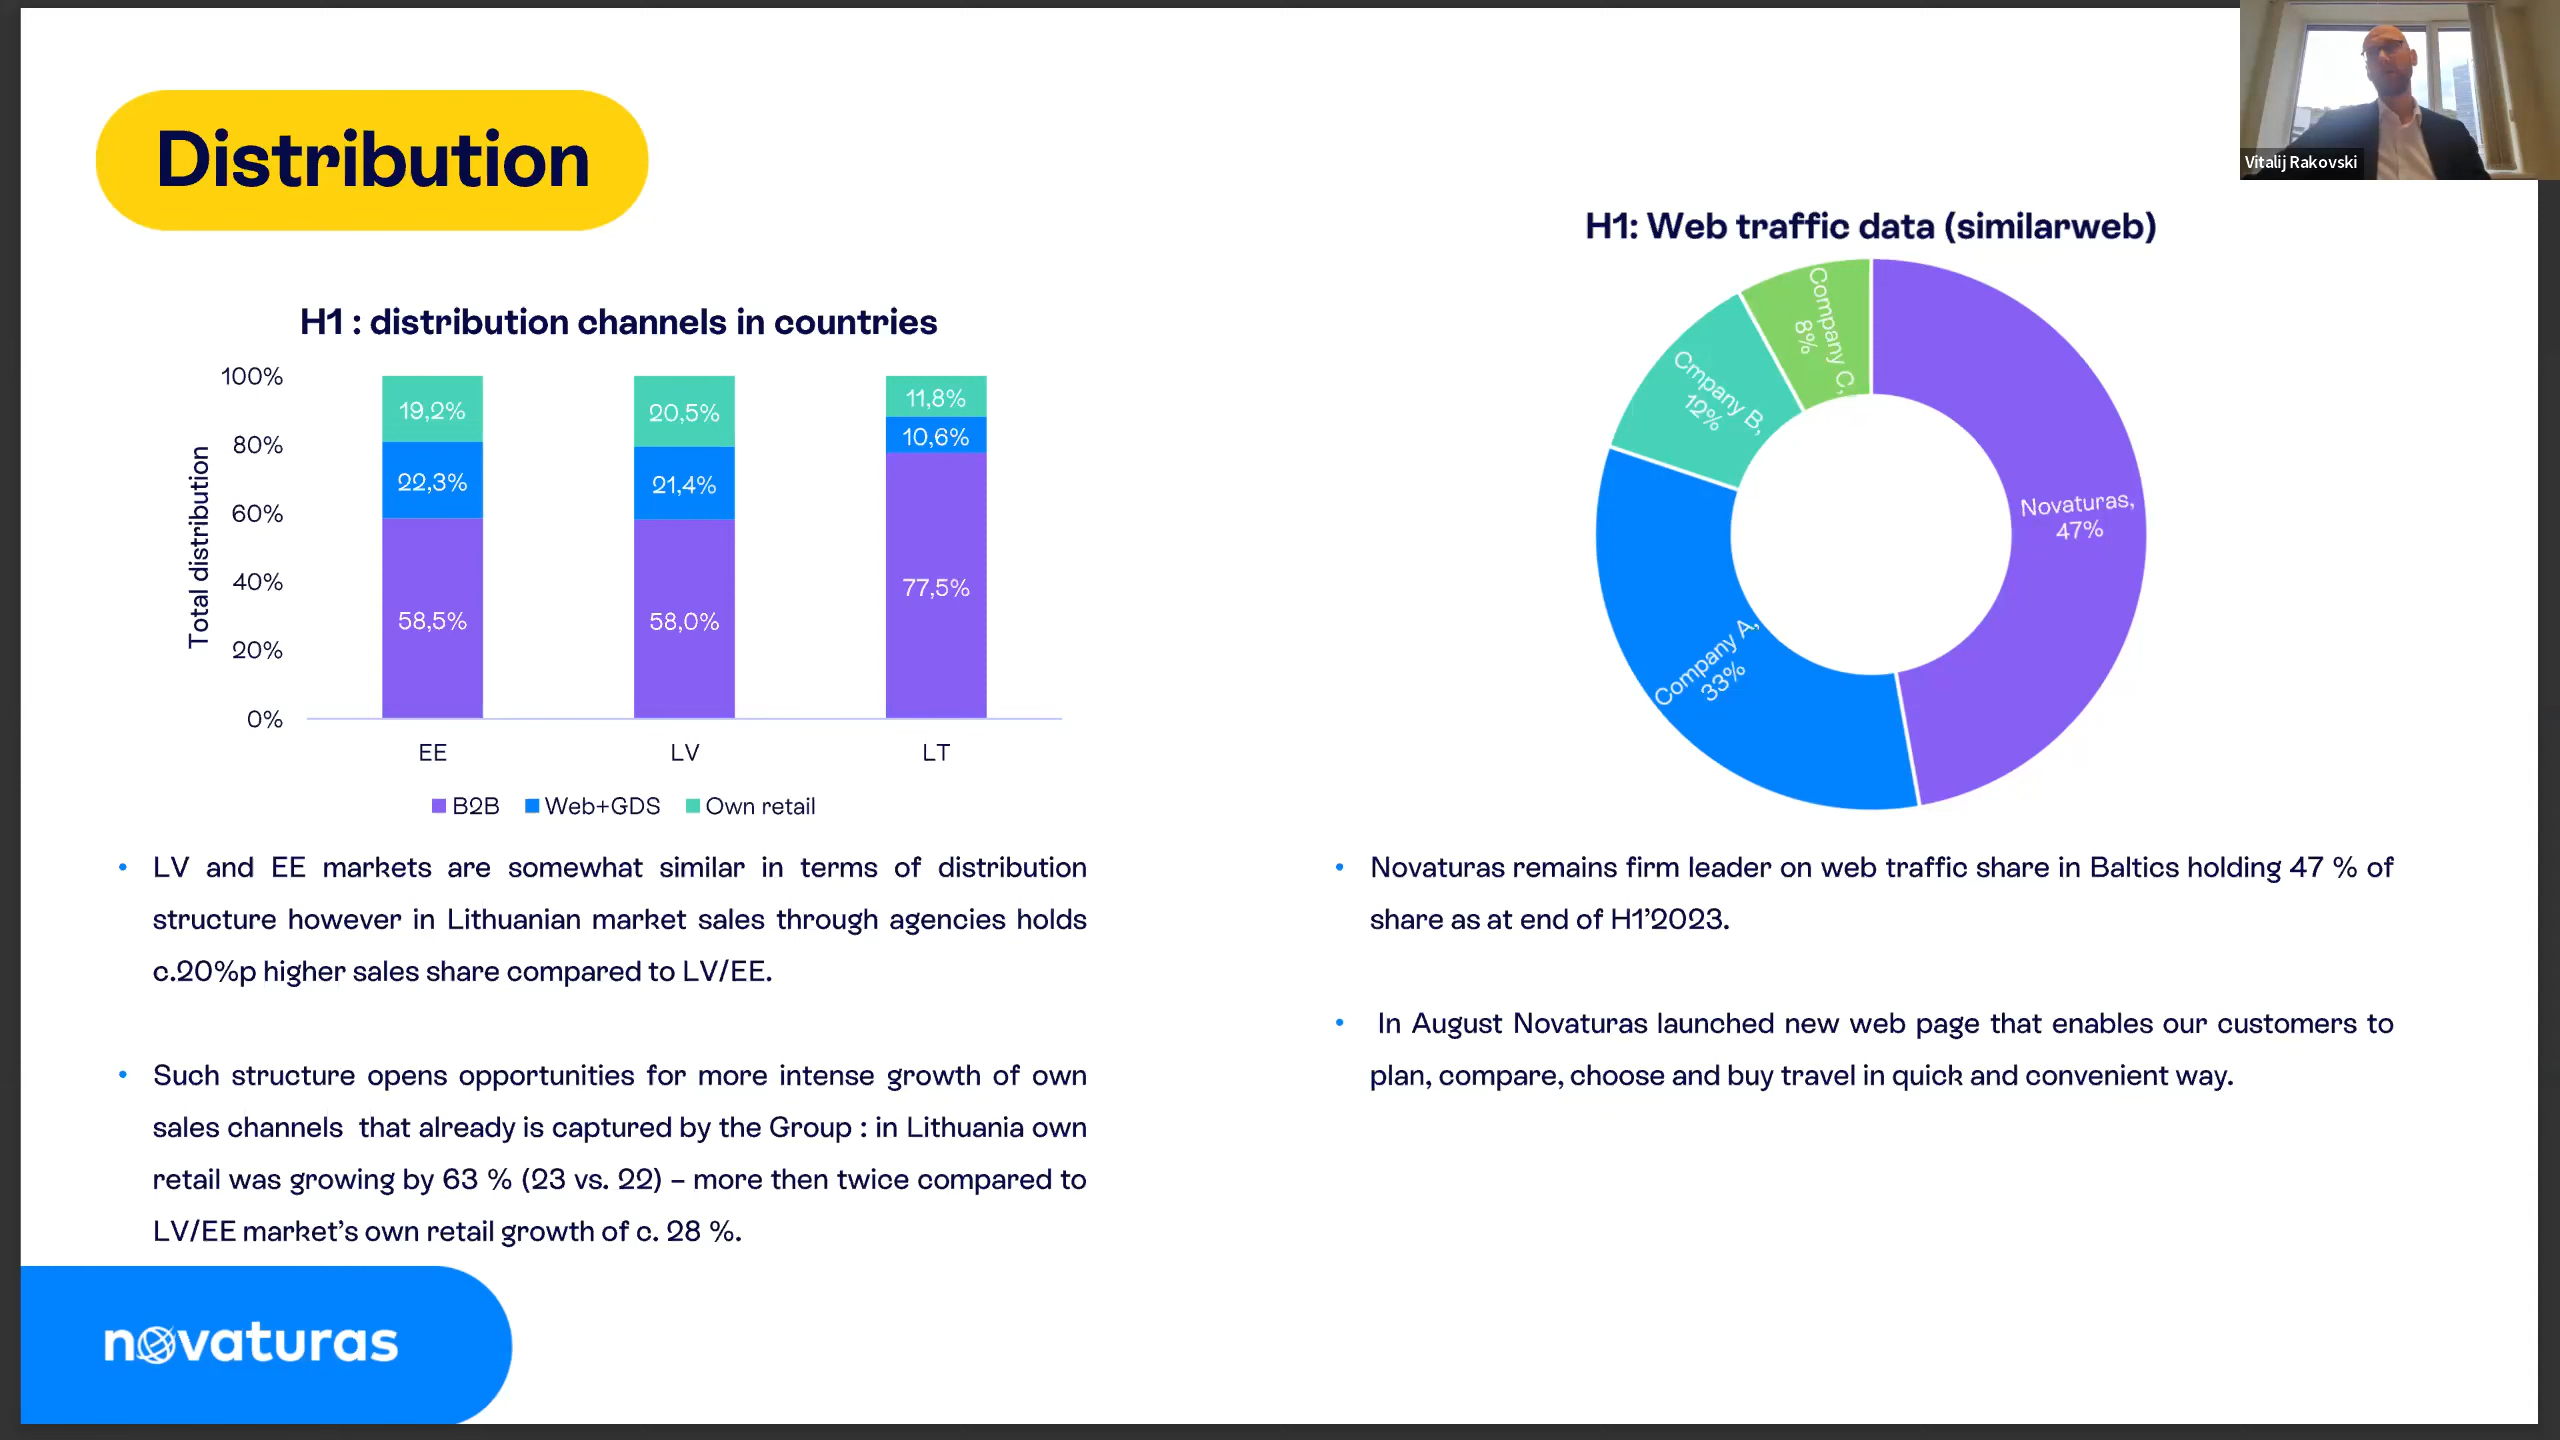 Vitalij Rakovski
Distribution
H1 : distribution channels in countries
Total distribution
100%
80%
60%
40%
20%
0%
19,2%
22,3%
58,5%
20,5%
21,4%
58,0%
11,8%
10,6%
77,5%
EE
LV
LT
B2B
Web+GDS
Own retail
• LV and EE markets are somewhat similar in terms of distribution
structure however in Lithuanian market sales through agencies holds
c.20%p higher sales share compared to LV/EE.
• Such structure opens opportunities for more intense growth of own
sales channels that already is captured by the Group : in Lithuania own
retail was growing by 63 % (23 vs. 22) – more then twice compared to
LV/EE market’s own retail growth of c. 28 %.
H1: Web traffic data (similarweb)
Novaturas,
47%
Company A,
33%
Cmpany B,
12%
Company C,
8%
• Novaturas remains firm leader on web traffic share in Baltics holding 47 % of
share as at end of H1’2023.
• In August Novaturas launched new web page that enables our customers to
plan, compare, choose and buy travel in quick and convenient way.
novaturas